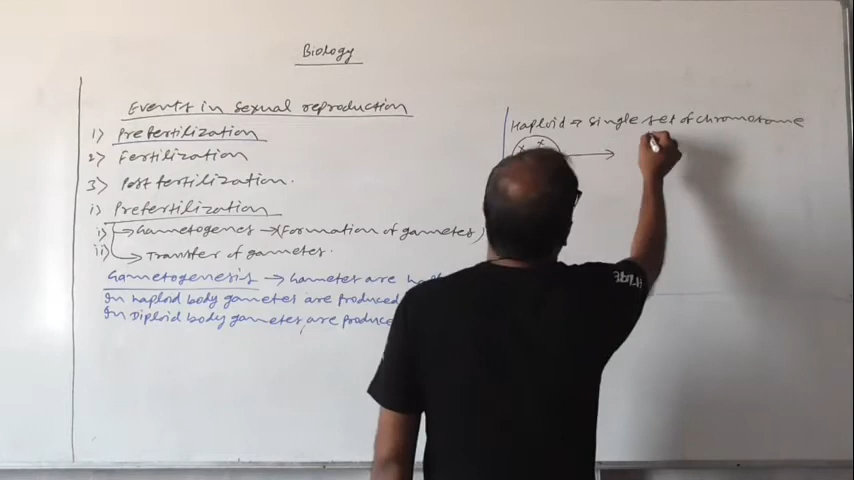 Biology
Events in sexual reproduction
1) Prefertilization
2) Fertilization
3) Post fertilization.
i) Prefertilization
i) → Gametogenes → (Formation of gametes)
ii) → Transfer of gametes.
Gametogenesis → Gametes are
In Haploid body gametes are produced
In Diploid body gametes, are produce
Haploid → Single set of chromosome
x x